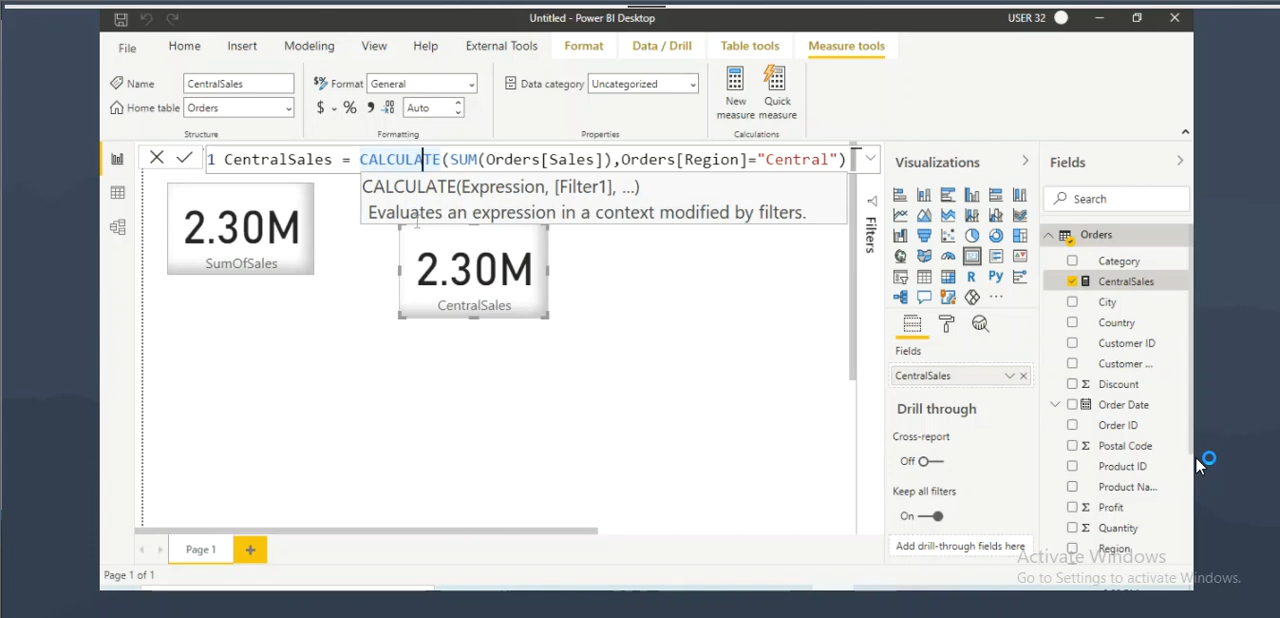 Untitled - Power BI Desktop
USER 32
File Home Insert Modeling View Help External Tools Format Data / Drill Table tools Measure tools
Name CentralSales
Format General
Data category Uncategorized
New measure
Quick measure
Home table Orders
$ % Auto
Structure
Formatting
Properties
Calculations
1 CentralSales = CALCULATE(SUM(Orders[Sales]),Orders[Region]="Central")
CALCULATE(Expression, [Filter1], ...)
Evaluates an expression in a context modified by filters.
2.30M
SumOfSales
2.30M
CentralSales
Filters
Visualizations
R
Py
...
Fields
CentralSales
Drill through
Cross-report
Off
Keep all filters
On
Add drill-through fields here
Fields
Search
Orders
Category
CentralSales
City
Country
Customer ID
Customer ...
Σ Discount
Order Date
Order ID
Σ Postal Code
Product ID
Product Na...
Σ Profit
Σ Quantity
Region
Activate Windows
Go to Settings to activate Windows.
Page 1
+
Page 1 of 1